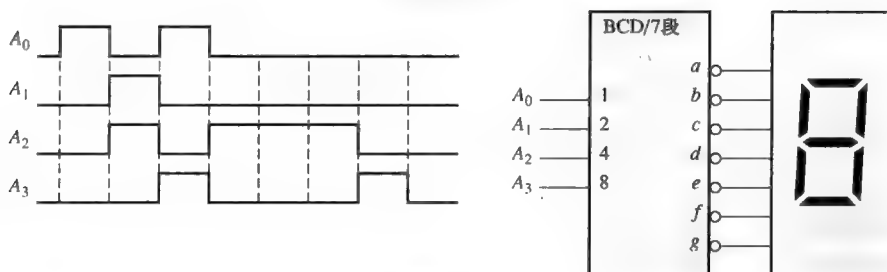 A₀
A₁
A₂
A₃
BCD/7段
A₀ 1
A₁ 2
A₂ 4
A₃ 8
a
b
c
d
e
f
g